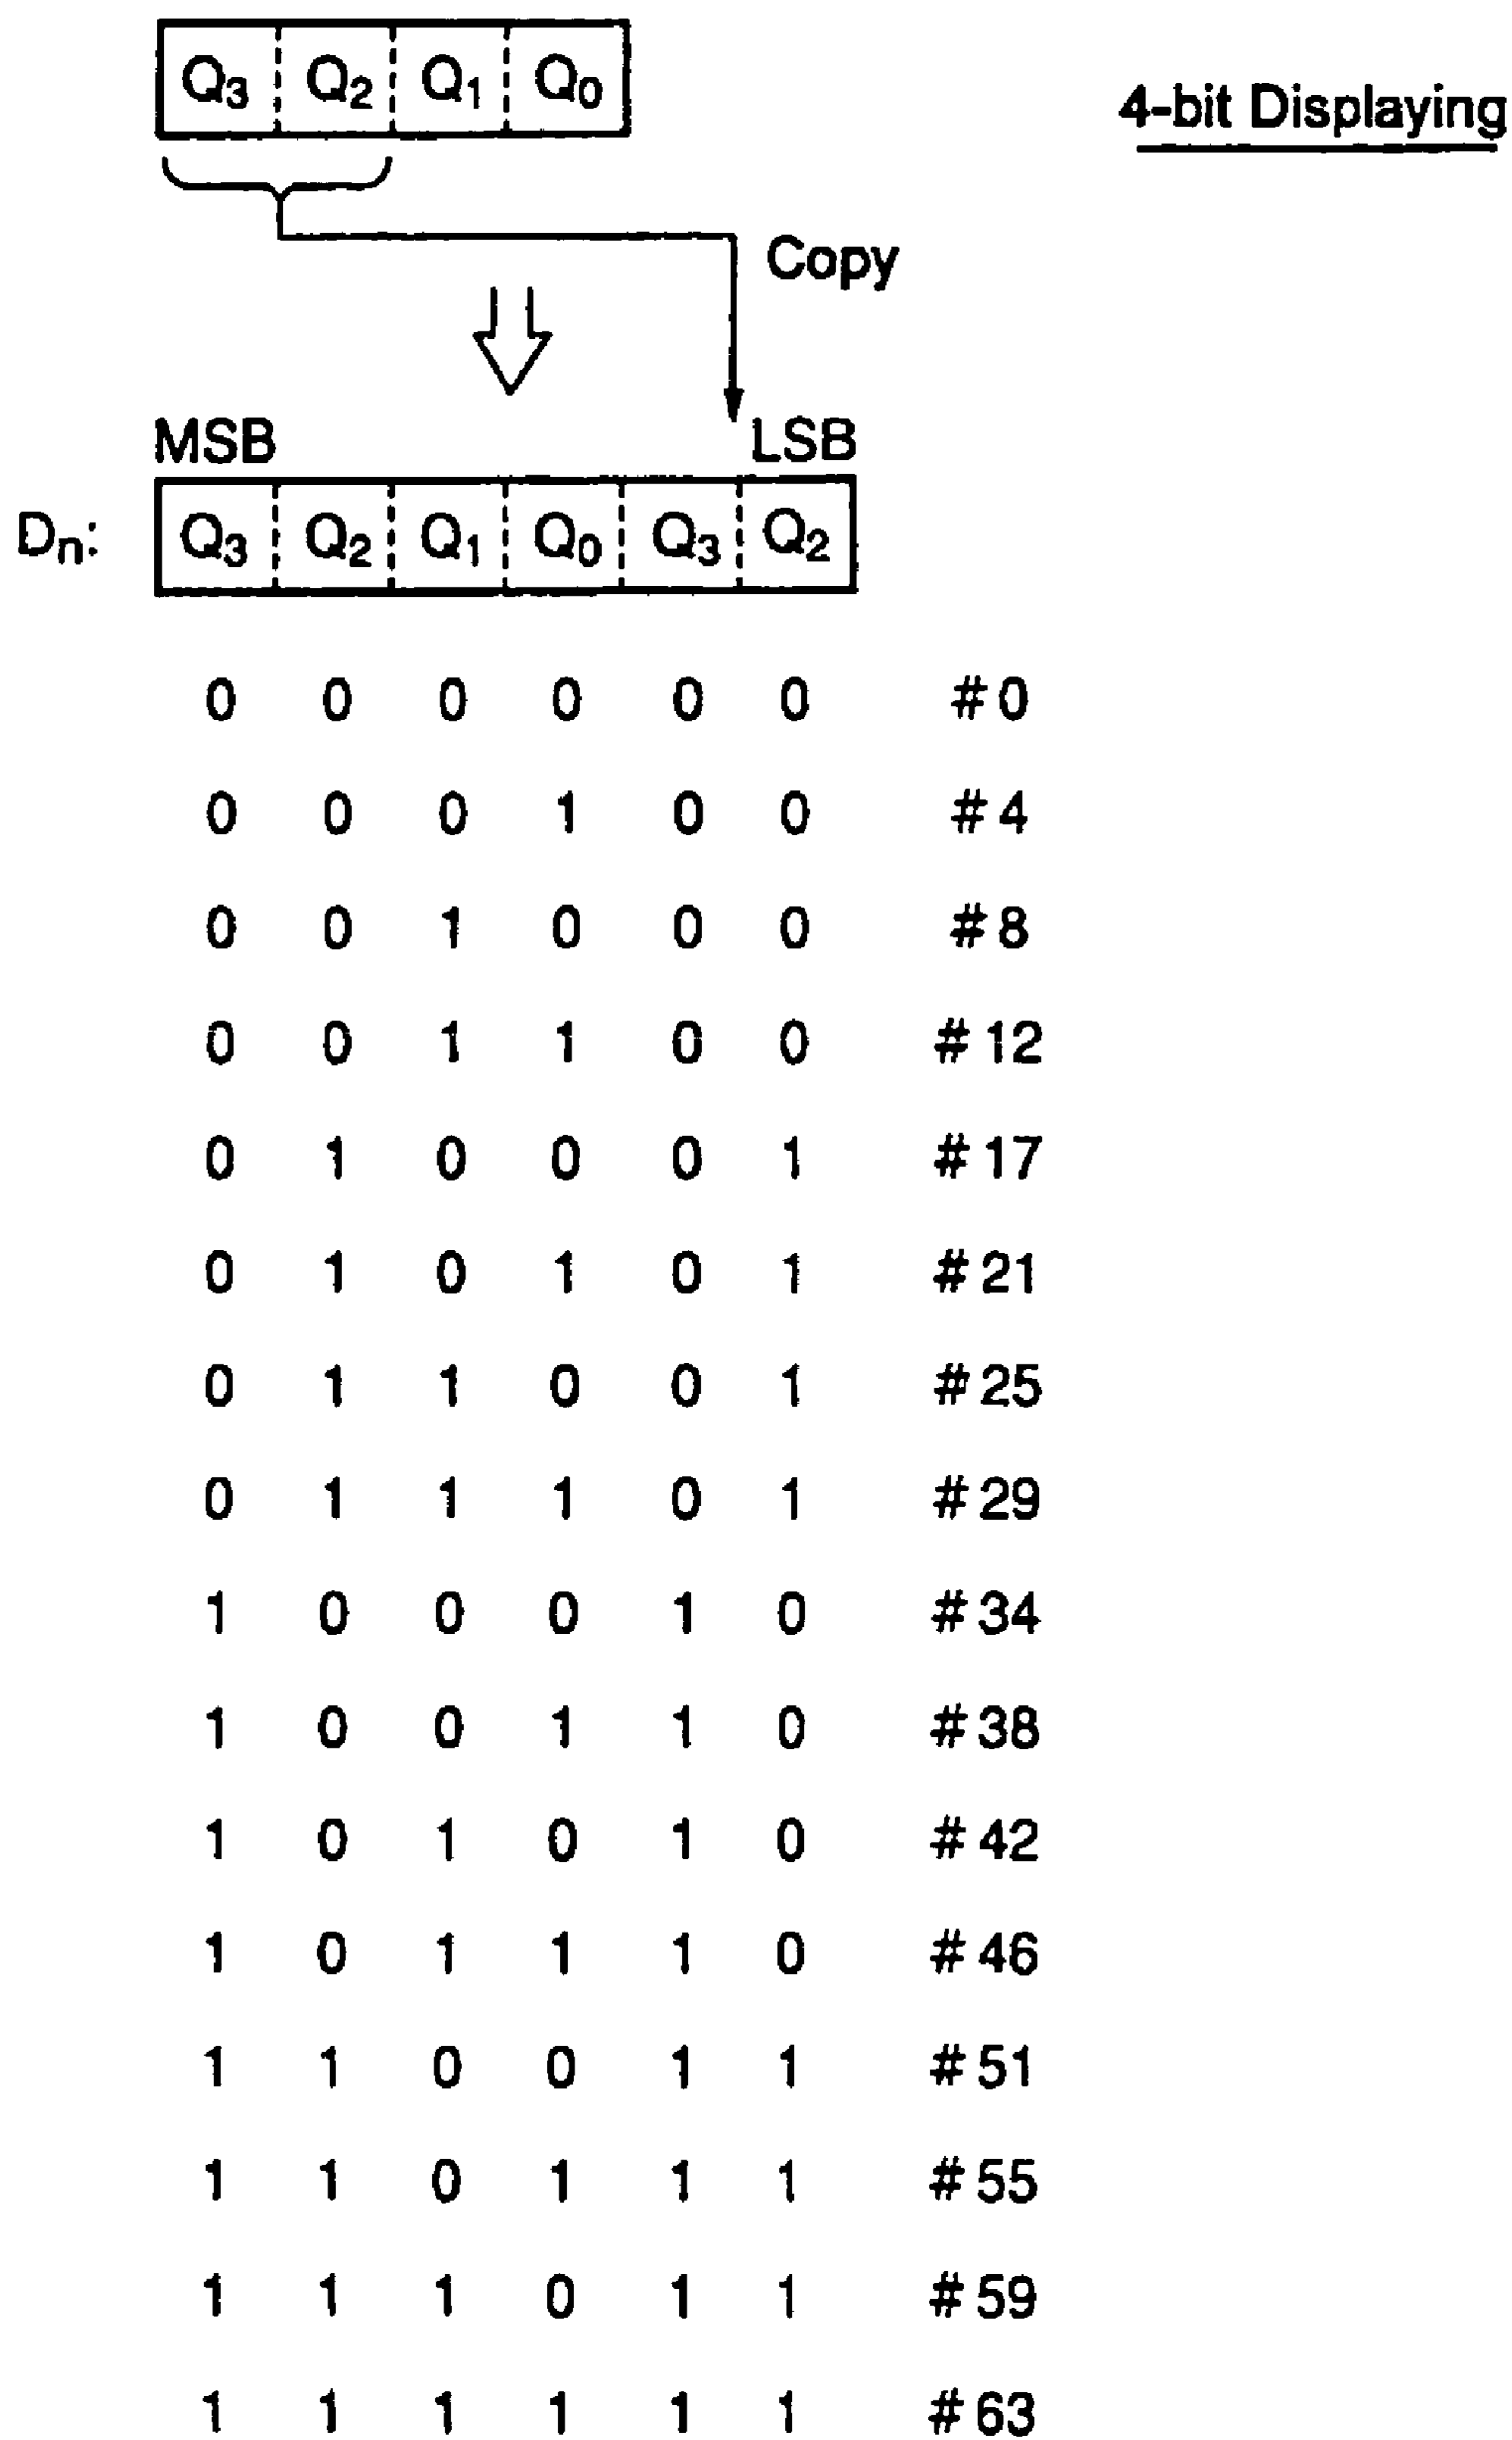 Q₃ Q₂ Q₁ Q₀
4-bit Displaying
Copy
MSB LSB
Dₙ: Q₃ Q₂ Q₁ Q₀ Q₃ Q₂
0 0 0 0 0 0 #0
0 0 0 1 0 0 #4
0 0 1 0 0 0 #8
0 0 1 1 0 0 #12
0 1 0 0 0 1 #17
0 1 0 1 0 1 #21
0 1 1 0 0 1 #25
0 1 1 1 0 1 #29
1 0 0 0 1 0 #34
1 0 0 1 1 0 #38
1 0 1 0 1 0 #42
1 0 1 1 1 0 #46
1 1 0 0 1 1 #51
1 1 0 1 1 1 #55
1 1 1 0 1 1 #59
1 1 1 1 1 1 #63